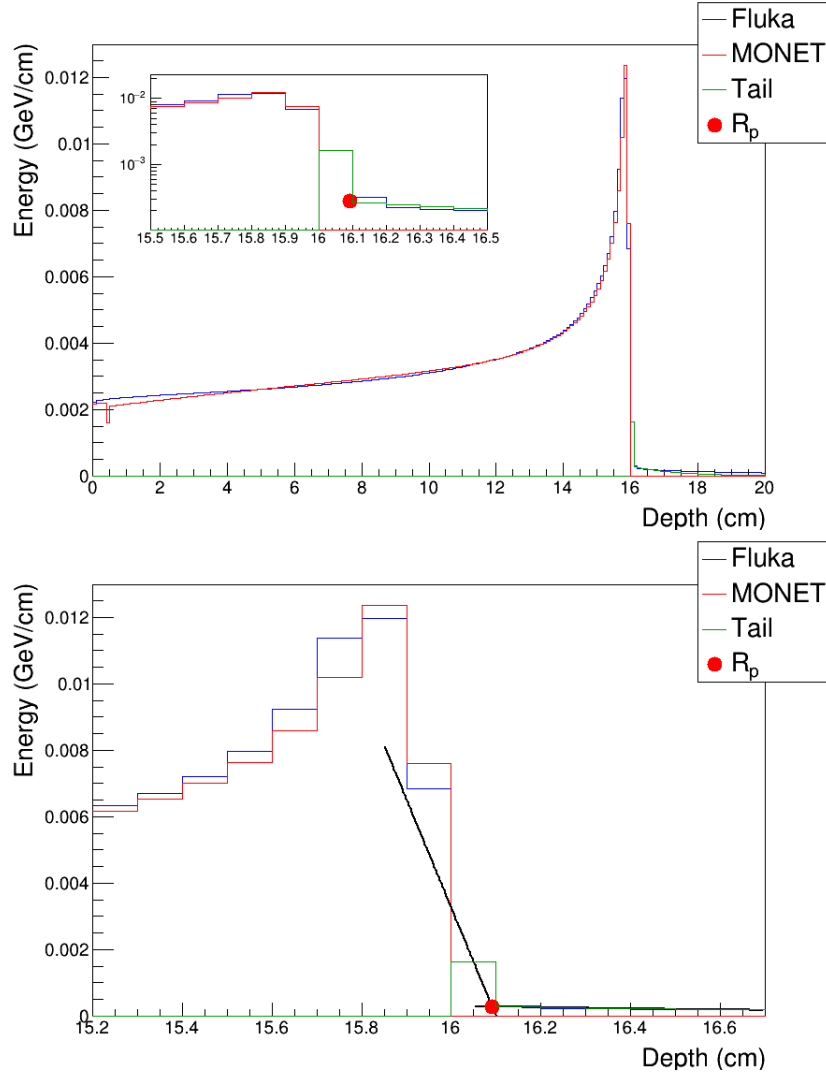 Fluka
MONET
Tail
Rp
Energy (GeV/cm)
0.012
0.01
0.008
0.006
0.004
0.002
0
10−2
10−3
15.5 15.6 15.7 15.8 15.9 16 16.1 16.2 16.3 16.4 16.5
0 2 4 6 8 10 12 14 16 18 20
Depth (cm)
Fluka
MONET
Tail
Rp
Energy (GeV/cm)
0.012
0.01
0.008
0.006
0.004
0.002
0
15.2 15.4 15.6 15.8 16 16.2 16.4 16.6
Depth (cm)